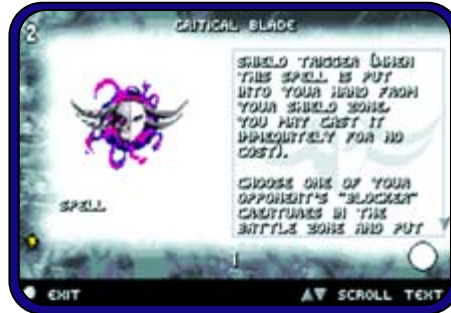 2
CRITICAL BLADE
SHIELD TRIGGER (WHEN
THIS SPELL IS PUT
INTO YOUR HAND FROM
YOUR SHIELD ZONE,
YOU MAY CAST IT
IMMEDIATELY FOR NO
COST).
CHOOSE ONE OF YOUR
OPPONENT'S "BLOCKER"
CREATURES IN THE
BATTLE ZONE AND PUT
SPELL
1
EXIT
SCROLL TEXT